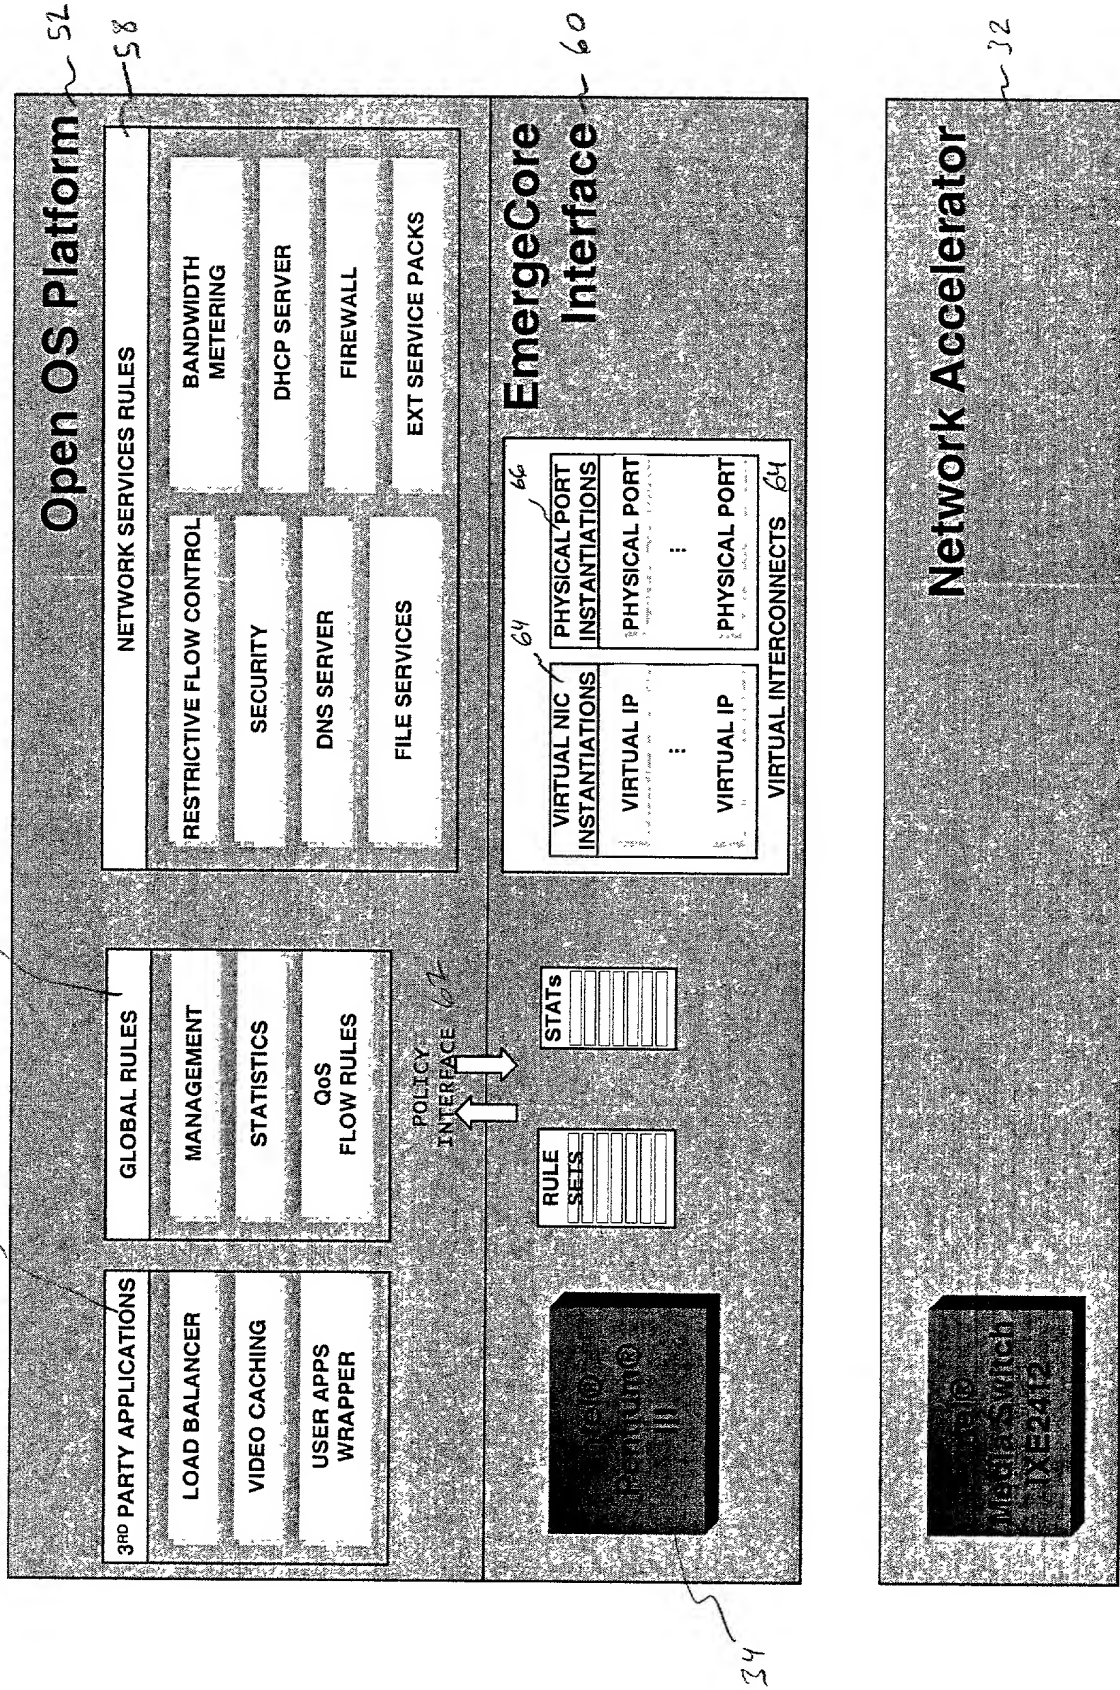 Open OS Platform
52
58
3RD PARTY APPLICATIONS
LOAD BALANCER
VIDEO CACHING
USER APPS
WRAPPER
GLOBAL RULES
MANAGEMENT
STATISTICS
QoS
FLOW RULES
NETWORK SERVICES RULES
RESTRICTIVE FLOW CONTROL
SECURITY
DNS SERVER
FILE SERVICES
BANDWIDTH
METERING
DHCP SERVER
FIREWALL
EXT SERVICE PACKS
POLICY
INTERFACE 62
EmergeCore
Interface
60
34
Pentium®
III
RULE
SETS
STATs
VIRTUAL NIC
INSTANTIATIONS
64
VIRTUAL IP
⋮
VIRTUAL IP
PHYSICAL PORT
INSTANTIATIONS
66
PHYSICAL PORT
⋮
PHYSICAL PORT
VIRTUAL INTERCONNECTS 64
Network Accelerator
32
MediaSwitch
IXE2412